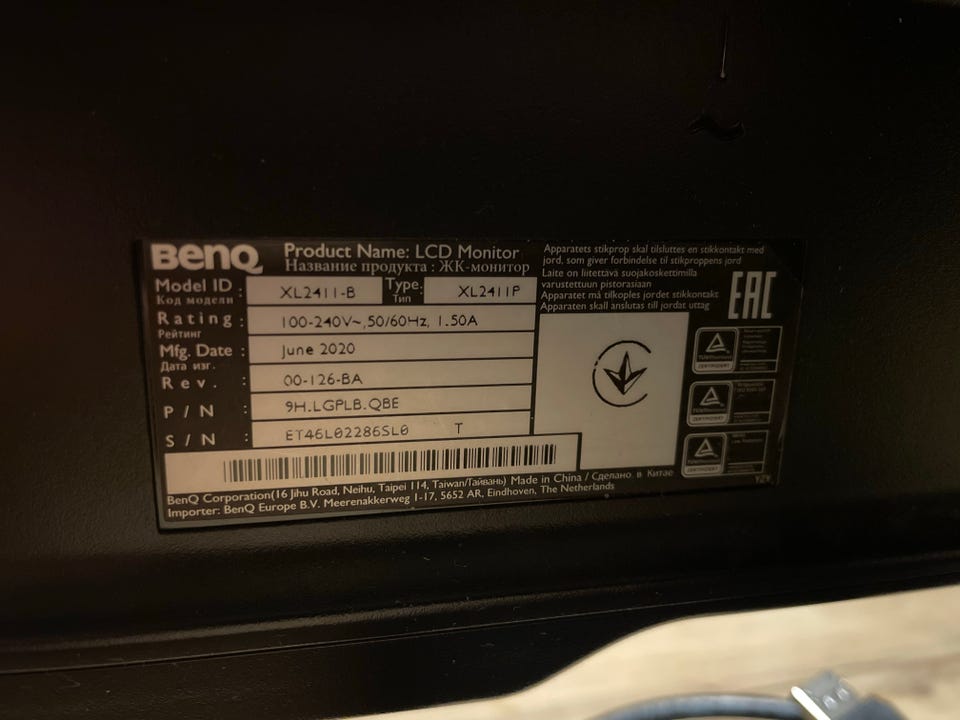 BenQ
Product Name: LCD Monitor
Название продукта : ЖК-монитор
Model ID : XL2411-B Type: XL2411P
Код модели Тип
Rating : 100-240V~,50/60Hz, 1.50A
Рейтинг
Mfg. Date : June 2020
Дата изг.
Rev. : 00-126-BA
P/N : 9H.LGPLB.QBE
S/N : ET46L02286SL0 T
BenQ Corporation(16 Jihu Road, Neihu, Taipei 114, Taiwan/Тайвань) Made in China / Сделано в Китае
Importer: BenQ Europe B.V. Meerenakkerweg 1-17, 5652 AR, Eindhoven, The Netherlands
Apparatets stikprop skal tilsluttes en stikkontakt med
jord, som giver forbindelse til stikproppens jord
Laite on liitettävä suojakoskettimilla
varustettuun pistorasiaan
Apparatet må tilkoples jordet stikkontakt
Apparaten skall anslutas till jordat uttag
EAC